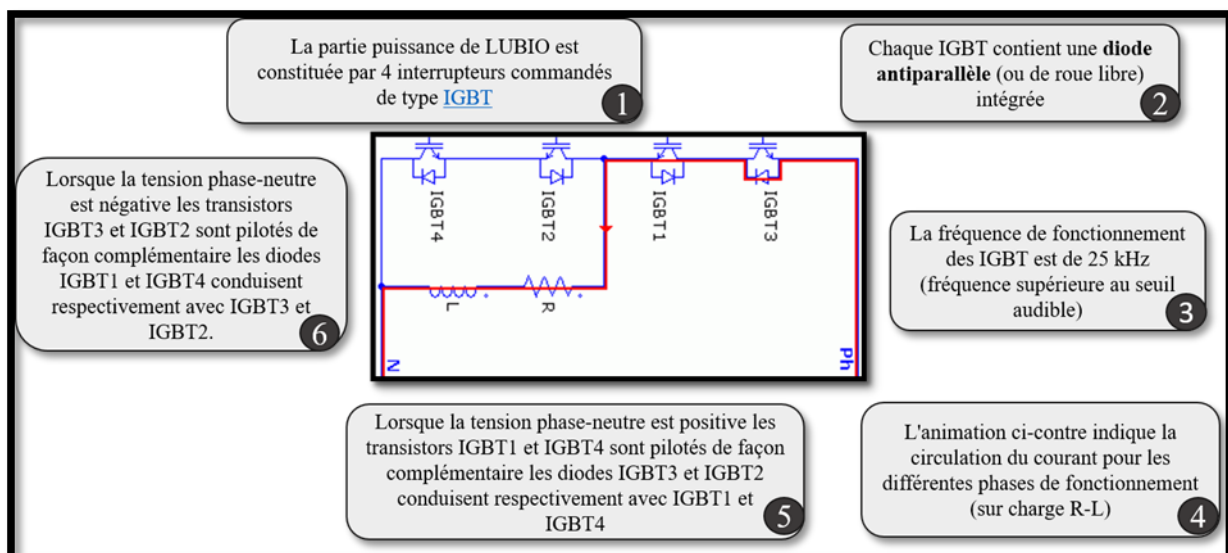 La partie puissance de LUBIO est
constituée par 4 interrupteurs commandés
de type IGBT
1
Chaque IGBT contient une diode
antiparallèle (ou de roue libre)
intégrée
2
IGBT4
IGBT2
IGBT1
IGBT3
L
R
N
Ph
La fréquence de fonctionnement
des IGBT est de 25 kHz
(fréquence supérieure au seuil
audible)
3
L'animation ci-contre indique la
circulation du courant pour les
différentes phases de fonctionnement
(sur charge R-L)
4
Lorsque la tension phase-neutre est positive les
transistors IGBT1 et IGBT4 sont pilotés de façon
complémentaire les diodes IGBT3 et IGBT2
conduisent respectivement avec IGBT1 et
IGBT4
5
Lorsque la tension phase-neutre
est négative les transistors
IGBT3 et IGBT2 sont pilotés de
façon complémentaire les diodes
IGBT1 et IGBT4 conduisent
respectivement avec IGBT3 et
IGBT2.
6